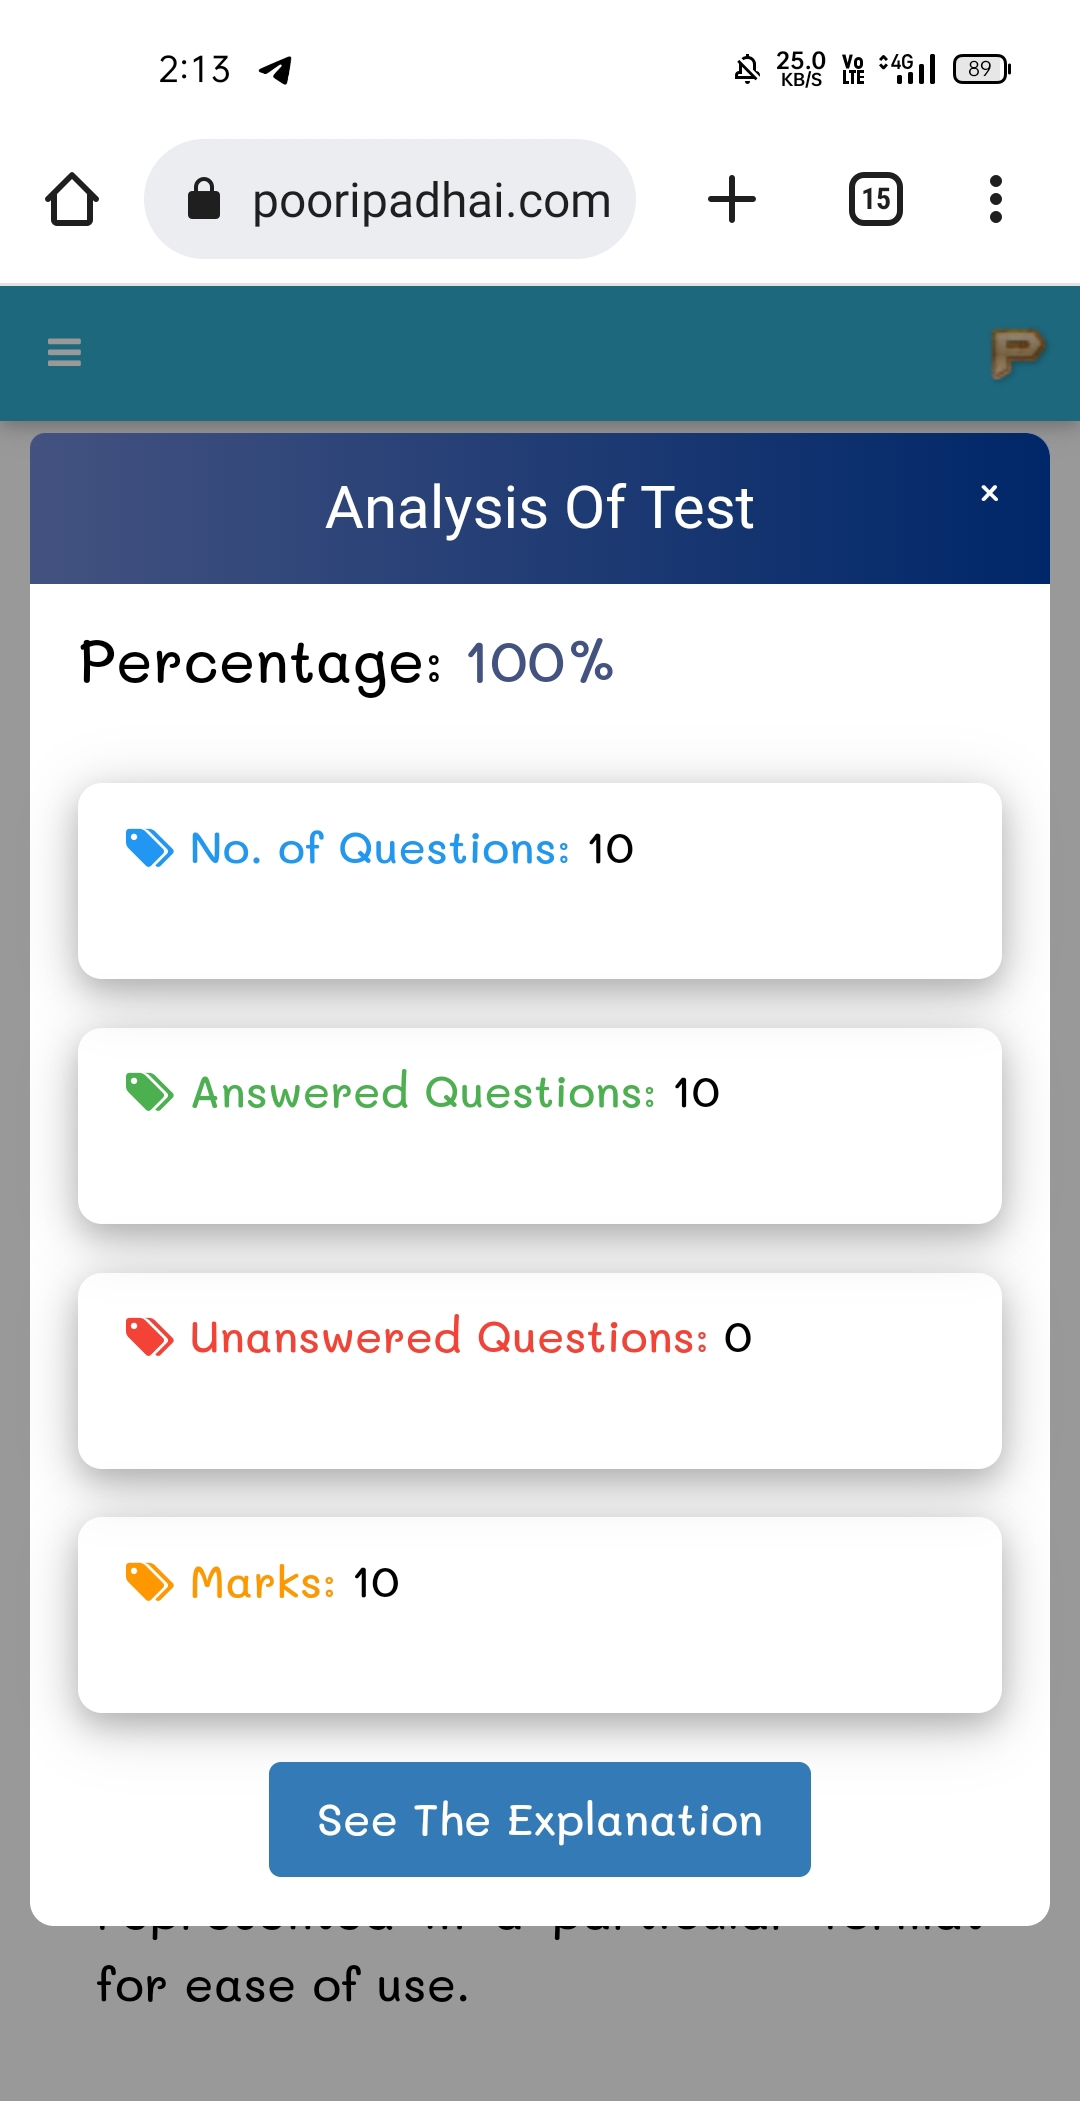 2:13
25.0
KB/S
Vo
LTE
4G
89
pooripadhai.com
15
P
Analysis Of Test
×
Percentage: 100%
No. of Questions: 10
Answered Questions: 10
Unanswered Questions: 0
Marks: 10
See The Explanation
for ease of use.